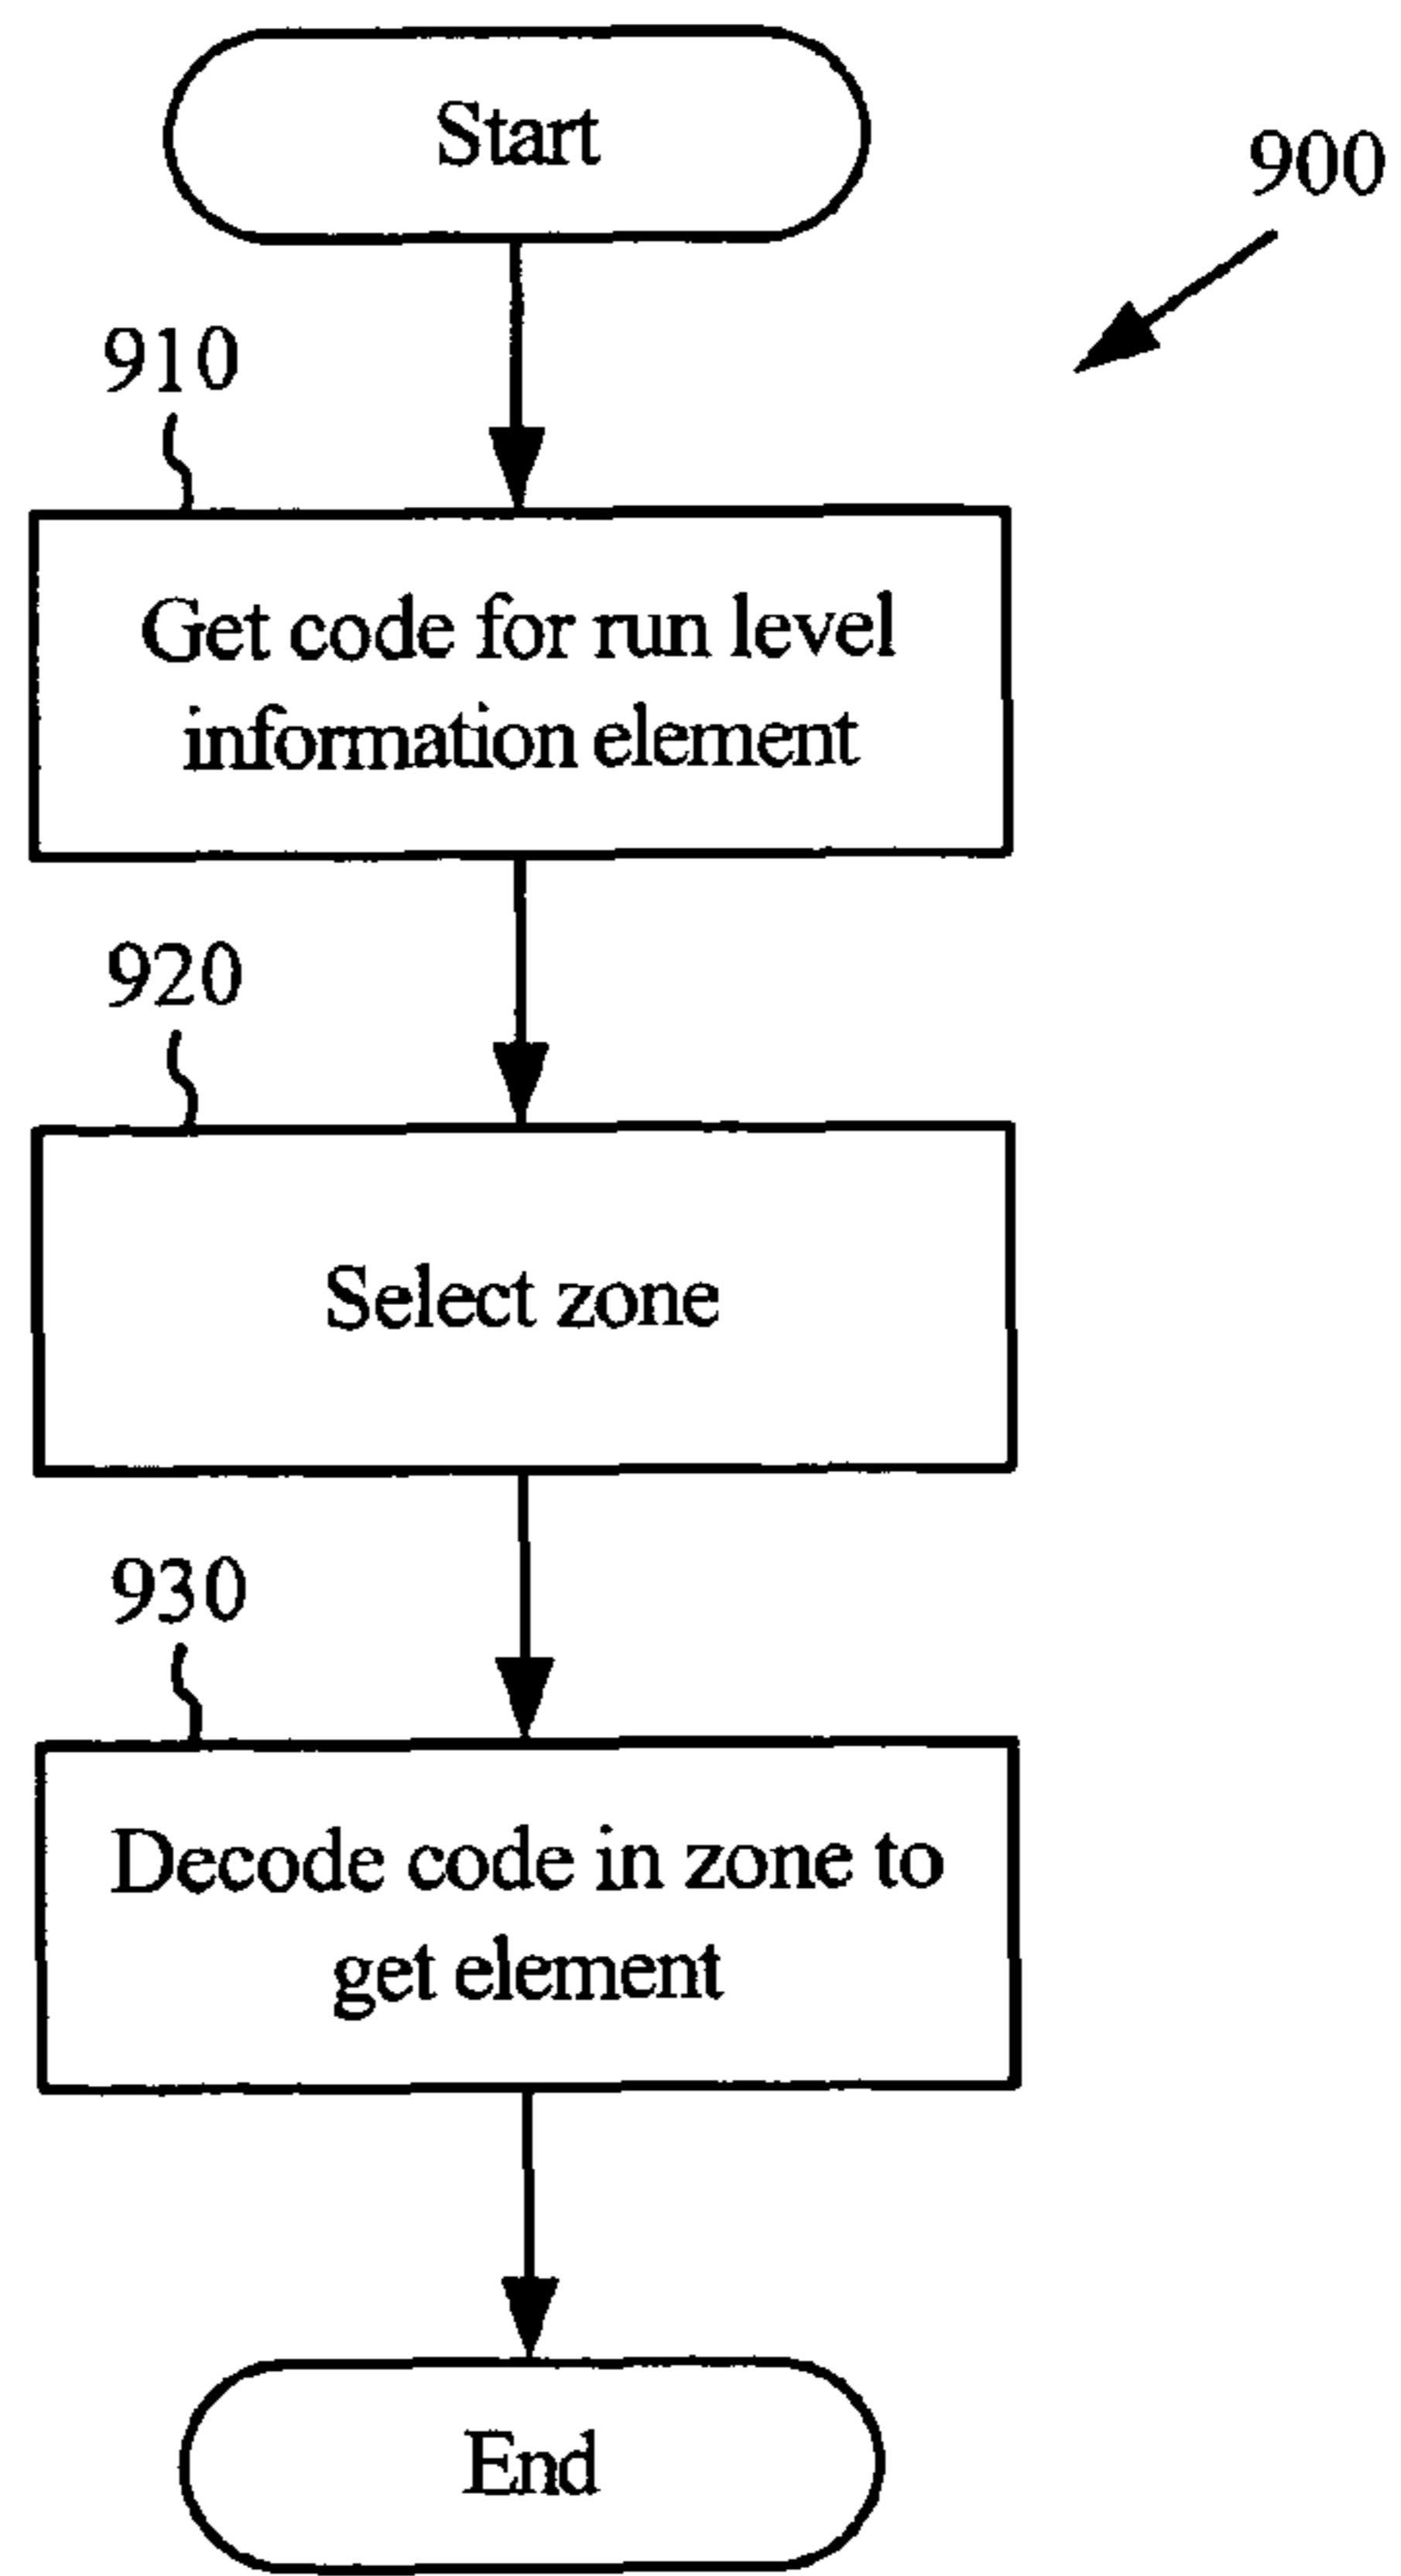 Start
900
910
Get code for run level
information element
920
Select zone
930
Decode code in zone to
get element
End